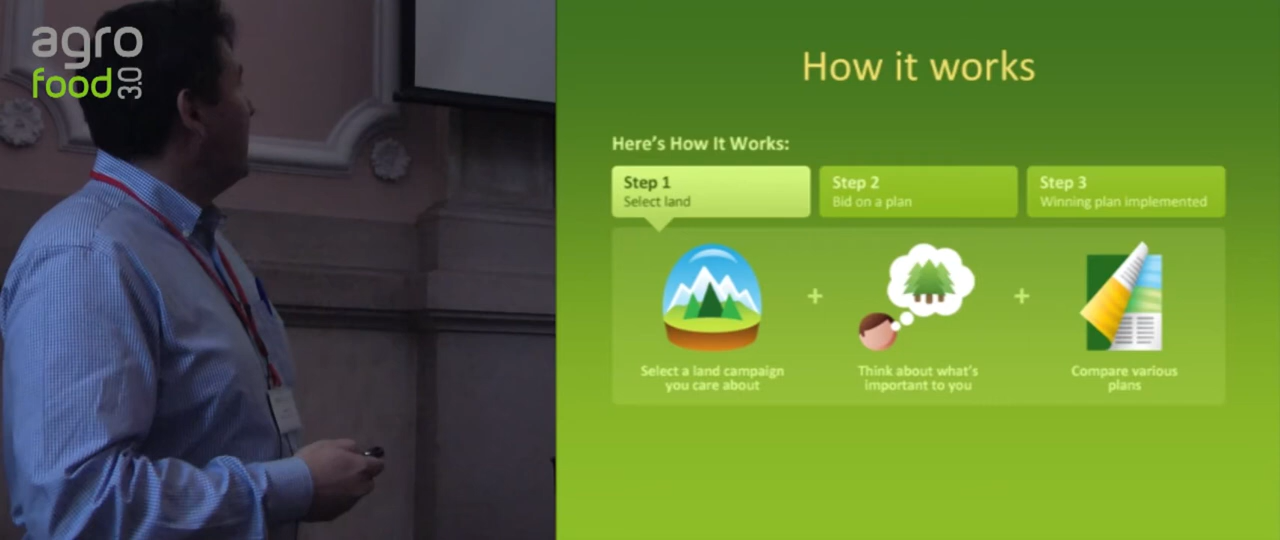 agro
food 3.0
How it works
Here's How It Works:
Step 1
Select land
Step 2
Bid on a plan
Step 3
Winning plan implemented
+
+
Select a land campaign
you care about
Think about what's
important to you
Compare various
plans